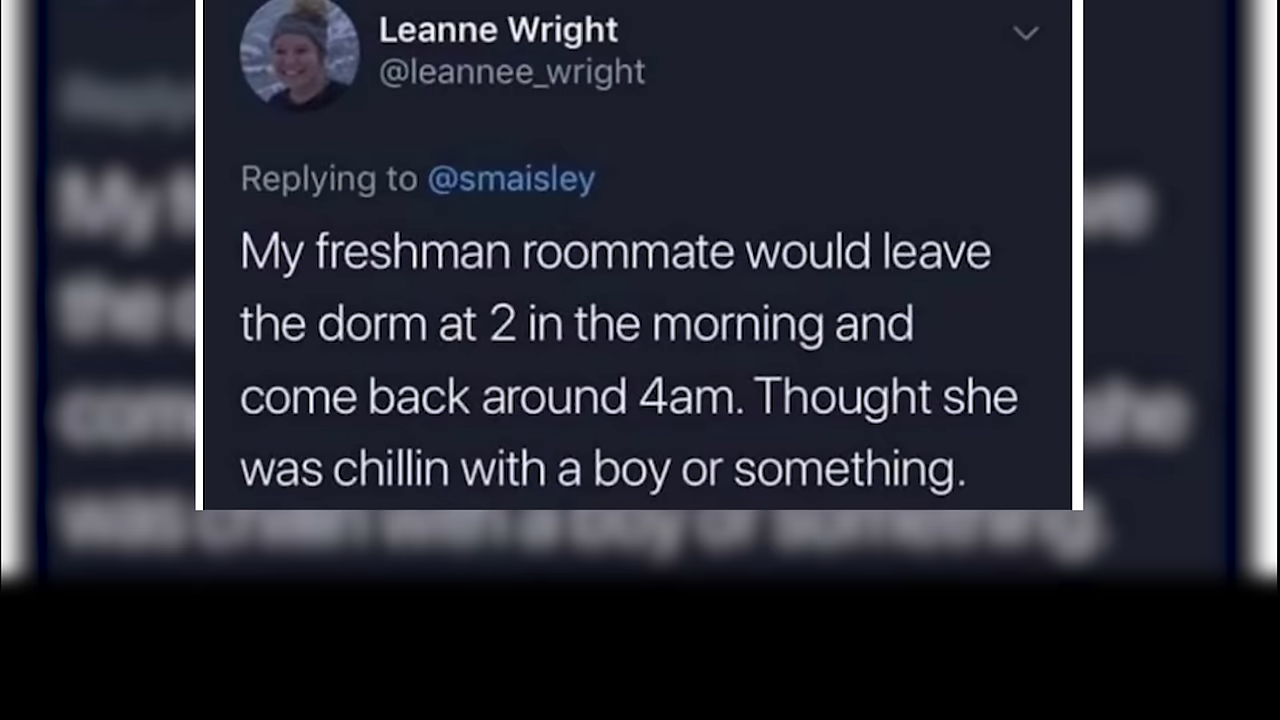 Leanne Wright
@leannee_wright
Replying to @smaisley
My freshman roommate would leave
the dorm at 2 in the morning and
come back around 4am. Thought she
was chillin with a boy or something.